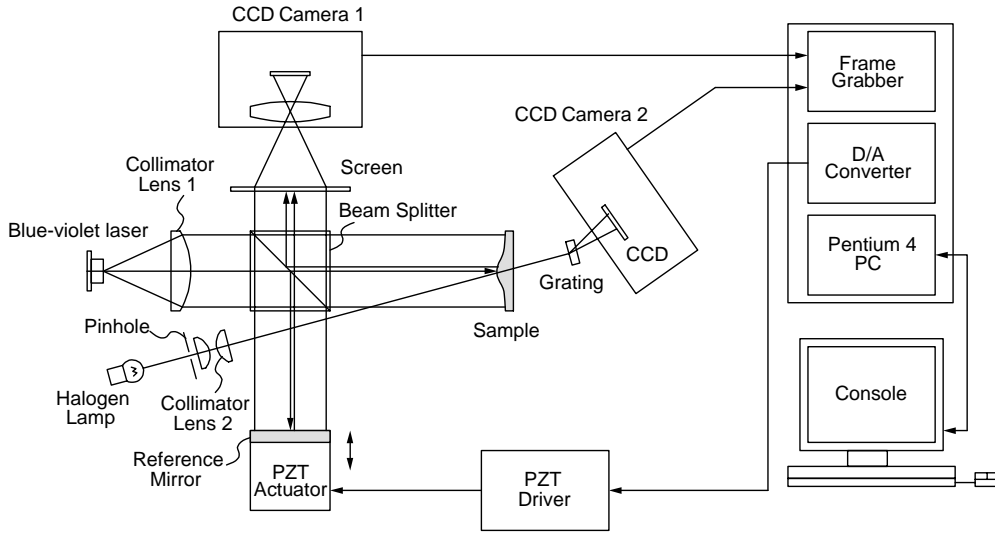 CCD Camera 1
Frame
Grabber
CCD Camera 2
D/A
Converter
Collimator
Lens 1
Screen
Beam Splitter
Blue-violet laser
CCD
Pentium 4
PC
Grating
Sample
Pinhole
Halogen
Lamp
Collimator
Lens 2
Console
Reference
Mirror
PZT
Actuator
PZT
Driver